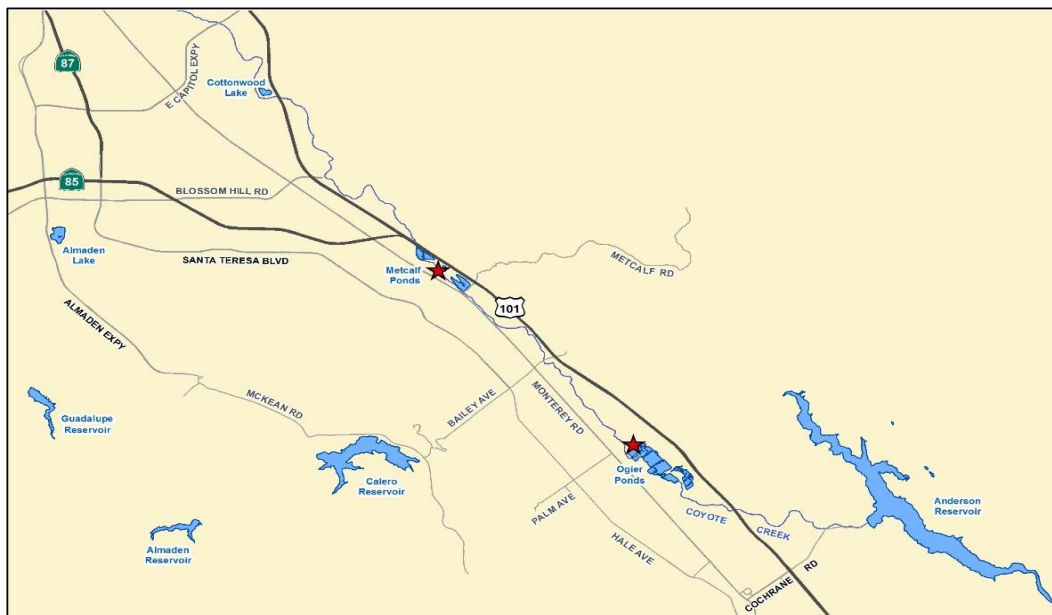 87
E CAPITOL EXPY
Cottonwood
Lake
85
BLOSSOM HILL RD
Almaden
Lake
SANTA TERESA BLVD
Metcalf
Ponds
METCALF RD
101
ALMADEN EXPY
MCKEAN RD
BAILEY AVE
MONTEREY RD
Guadalupe
Reservoir
Calero
Reservoir
Ogier
Ponds
PALM AVE
COYOTE
CREEK
Anderson
Reservoir
Almaden
Reservoir
HALE AVE
COCHRANE RD